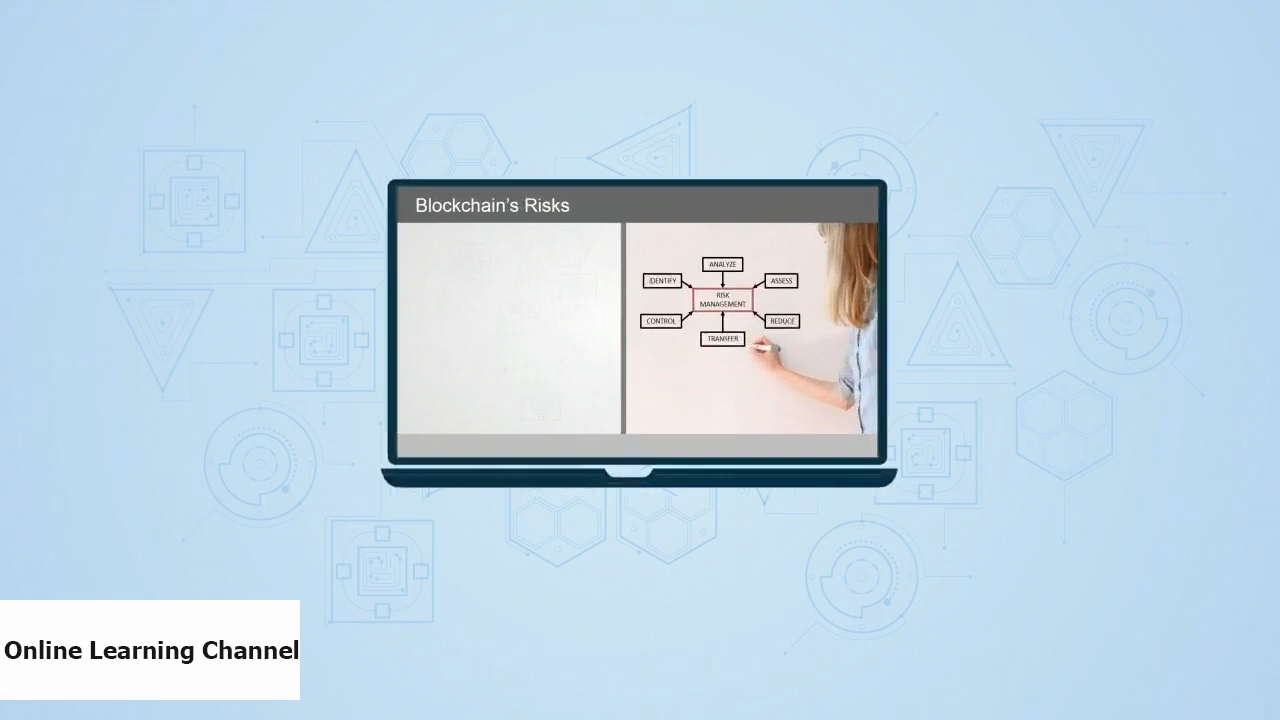 Blockchain's Risks
ANALYZE
IDENTIFY
ASSESS
RISK
MANAGEMENT
CONTROL
REDUCE
TRANSFER
Online Learning Channel